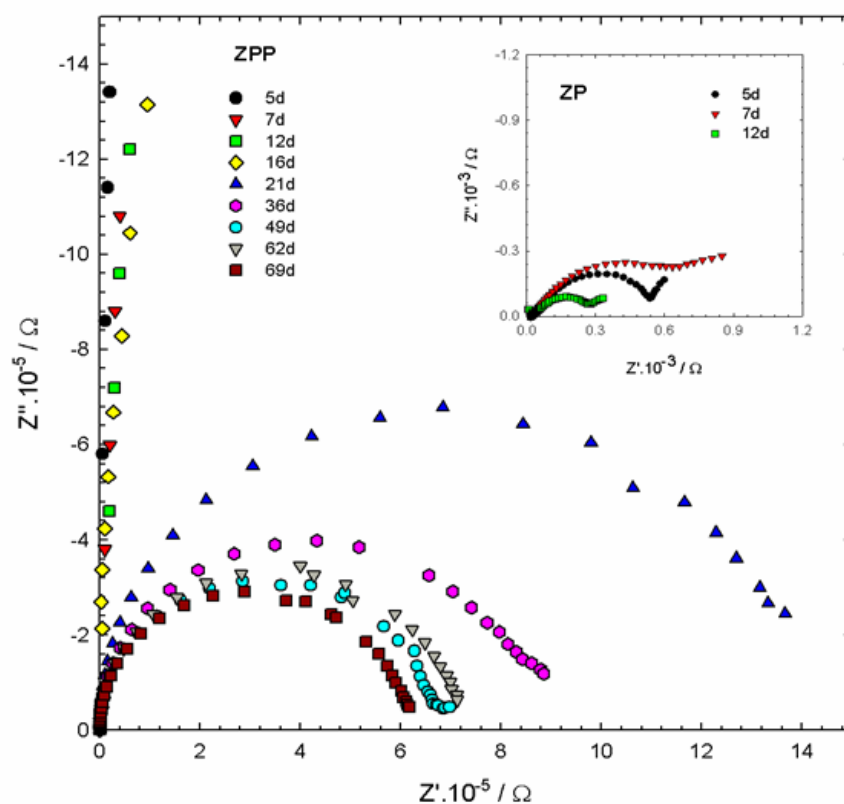 ZPP
5d
7d
12d
16d
21d
36d
49d
62d
69d
-14
-12
-10
-8
-6
-4
-2
0
Z''.10⁻⁵ / Ω
0 2 4 6 8 10 12 14
Z'.10⁻⁵ / Ω
ZP
5d
7d
12d
-1.2
-0.9
-0.6
-0.3
0.0
Z''.10⁻³ / Ω
0.0 0.3 0.6 0.9 1.2
Z'.10⁻³ / Ω